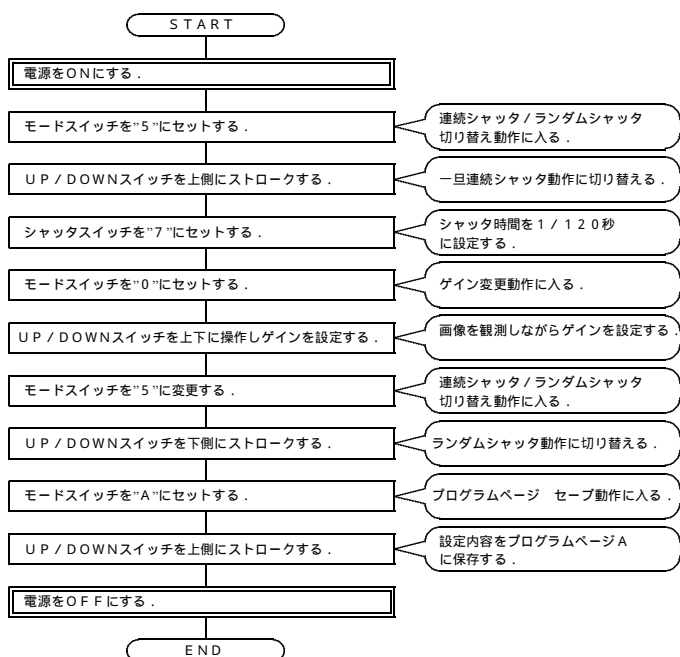 ＳＴＡＲＴ
電源をＯＮにする．
モードスイッチを”５”にセットする．
連続シャッタ／ランダムシャッタ
切り替え動作に入る．
ＵＰ／ＤＯＷＮスイッチを上側にストロークする．
一旦連続シャッタ動作に切り替える．
シャッタスイッチを”７”にセットする．
シャッタ時間を１／１２０秒
に設定する．
モードスイッチを”０”にセットする．
ゲイン変更動作に入る．
ＵＰ／ＤＯＷＮスイッチを上下に操作しゲインを設定する．
画像を観測しながらゲインを設定する．
モードスイッチを”５”に変更する．
連続シャッタ／ランダムシャッタ
切り替え動作に入る．
ＵＰ／ＤＯＷＮスイッチを下側にストロークする．
ランダムシャッタ動作に切り替える．
モードスイッチを”Ａ”にセットする．
プログラムページ　セーブ動作に入る．
ＵＰ／ＤＯＷＮスイッチを上側にストロークする．
設定内容をプログラムページＡ
に保存する．
電源をＯＦＦにする．
ＥＮＤ